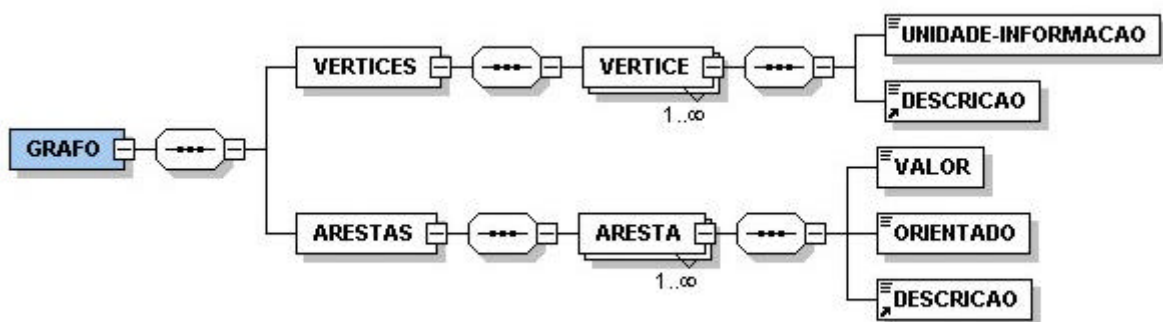 UNIDADE-INFORMACAO
VERTICES
VERTICE
1..∞
DESCRICAO
GRAFO
VALOR
ARESTAS
ARESTA
1..∞
ORIENTADO
DESCRICAO